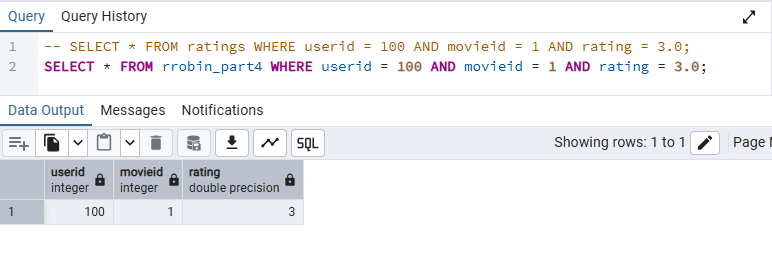 Query Query History
1 -- SELECT * FROM ratings WHERE userid = 100 AND movieid = 1 AND rating = 3.0;
2 SELECT * FROM rrobin_part4 WHERE userid = 100 AND movieid = 1 AND rating = 3.0;
Data Output Messages Notifications
SQL Showing rows: 1 to 1 Page
userid movieid rating
integer integer double precision
1 100 1 3